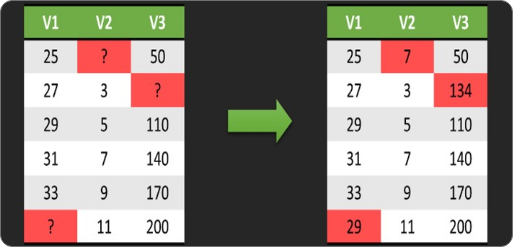 V1 V2 V3
25 ? 50
27 3 ?
29 5 110
31 7 140
33 9 170
? 11 200
V1 V2 V3
25 7 50
27 3 134
29 5 110
31 7 140
33 9 170
29 11 200